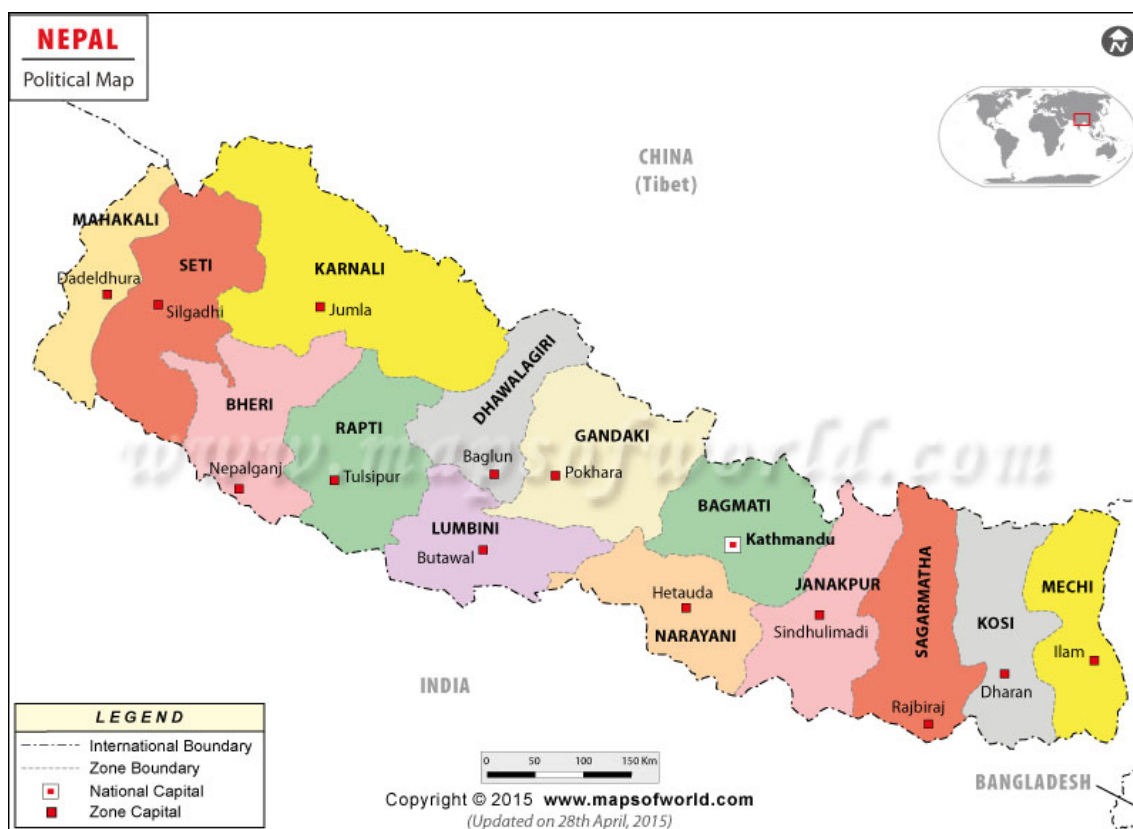 NEPAL
Political Map
N
CHINA
(Tibet)
MAHAKALI
SETI
KARNALI
Dadeldhura
Silgadhi
Jumla
DHAWALAGIRI
BHERI
RAPTI
GANDAKI
www.mapsofworld.com
Baglun
Nepalganj
Tulsipur
Pokhara
BAGMATI
LUMBINI
Kathmandu
Butawal
JANAKPUR
SAGARMATHA
MECHI
Hetauda
NARAYANI
Sindhulimadi
KOSI
Ilam
INDIA
Dharan
Rajbiraj
LEGEND
International Boundary
Zone Boundary
National Capital
Zone Capital
0 50 100 150 Km
BANGLADESH
Copyright © 2015 www.mapsofworld.com
(Updated on 28th April, 2015)